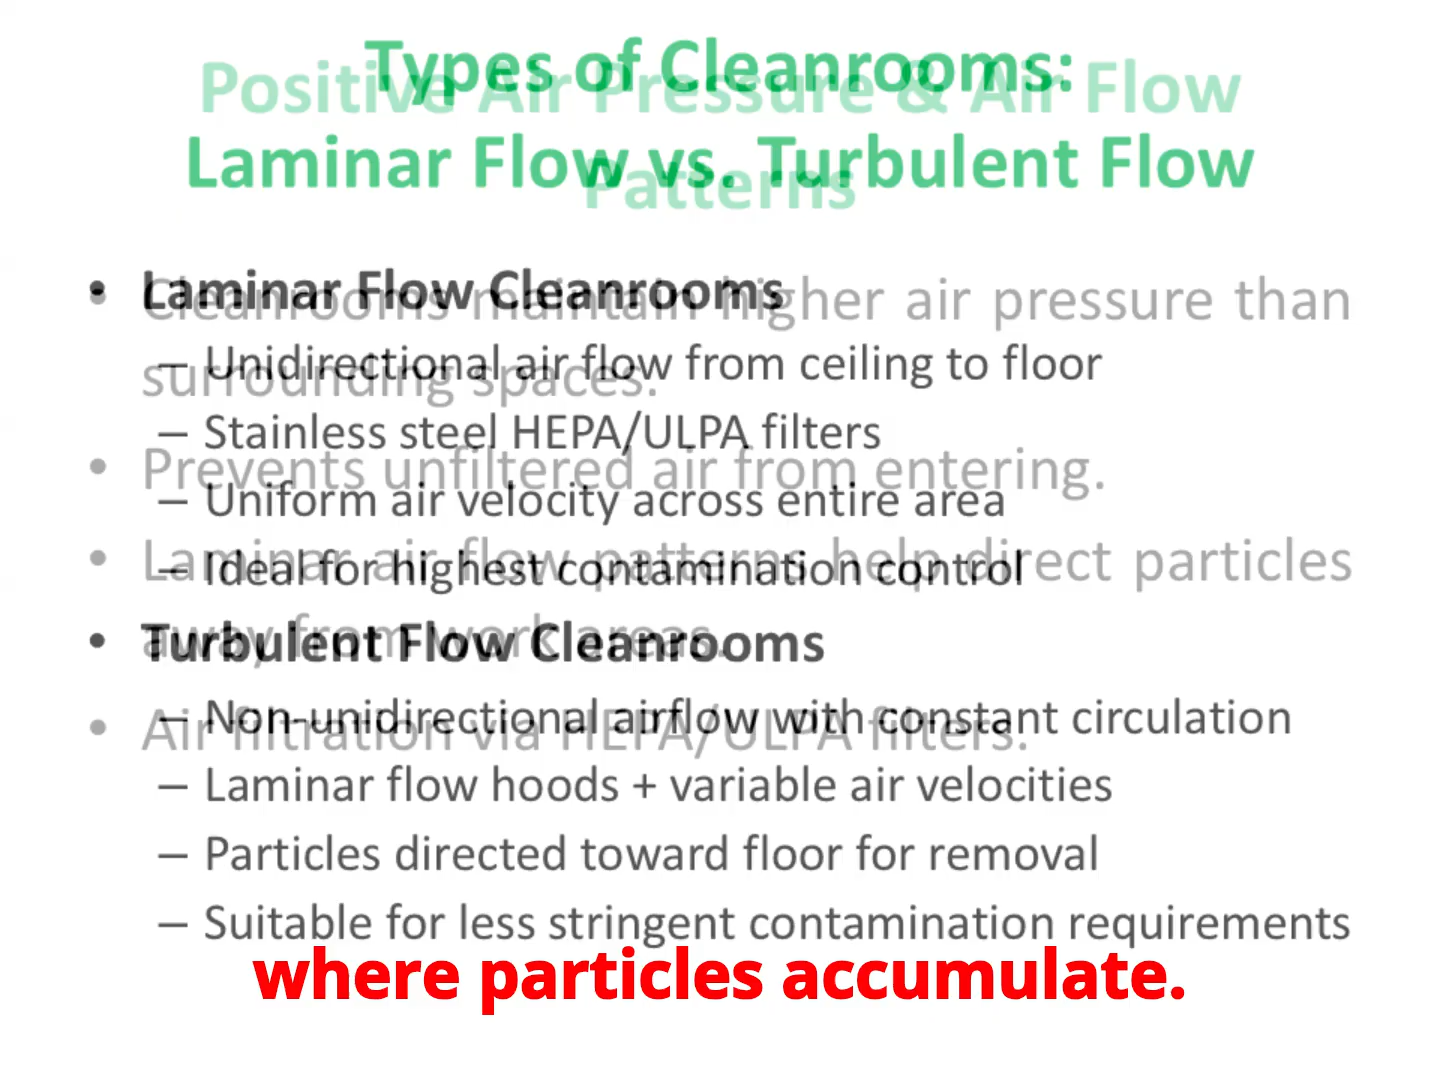 Types of Cleanrooms:
Laminar Flow vs. Turbulent Flow
• Laminar Flow Cleanrooms
– Unidirectional air flow from ceiling to floor
– Stainless steel HEPA/ULPA filters
– Uniform air velocity across entire area
– Ideal for highest contamination control
• Turbulent Flow Cleanrooms
– Non-unidirectional airflow with constant circulation
– Laminar flow hoods + variable air velocities
– Particles directed toward floor for removal
– Suitable for less stringent contamination requirements
Positive Air Pressure & Air Flow
Patterns
• Cleanrooms maintain higher air pressure than
surrounding spaces.
• Prevents unfiltered air from entering.
• Laminar air flow patterns help direct particles
away from work areas.
• Air filtration via HEPA/ULPA filters.
where particles accumulate.